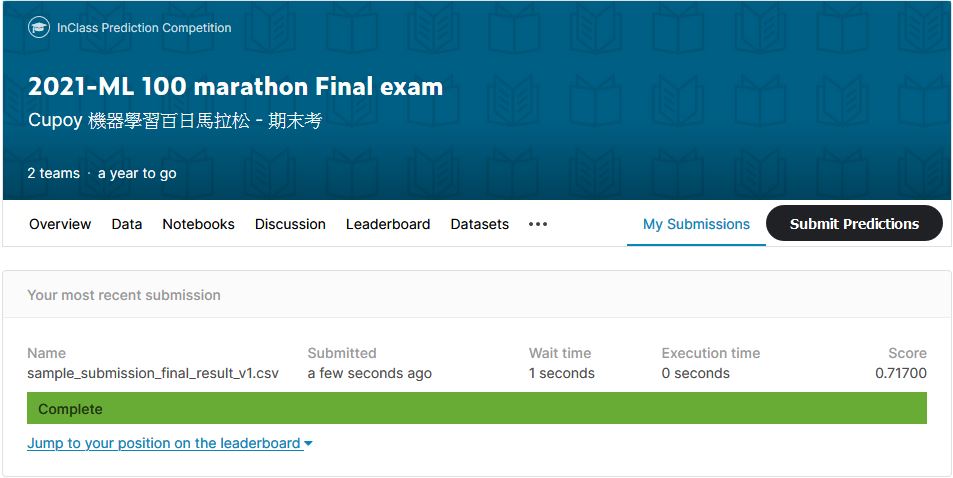 InClass Prediction Competition
2021-ML 100 marathon Final exam
Cupoy 機器學習百日馬拉松 - 期末考
2 teams · a year to go
Overview Data Notebooks Discussion Leaderboard Datasets ••• My Submissions Submit Predictions
Your most recent submission
Name Submitted Wait time Execution time Score
sample_submission_final_result_v1.csv a few seconds ago 1 seconds 0 seconds 0.71700
Complete
Jump to your position on the leaderboard